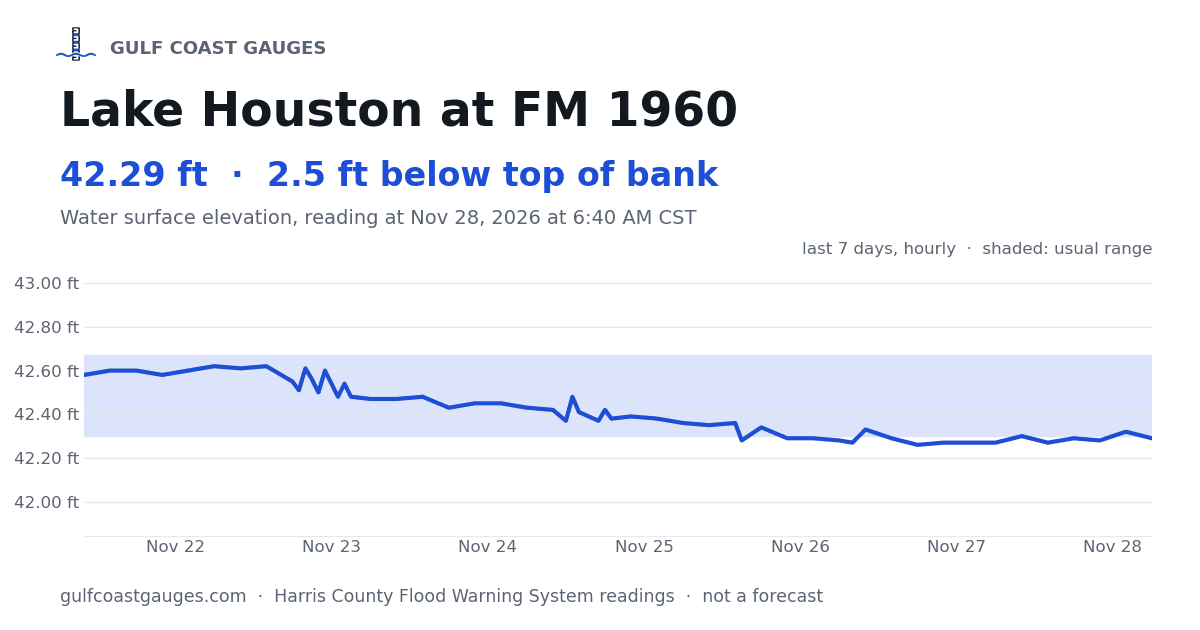 GULF COAST GAUGES
Lake Houston at FM 1960
42.29 ft · 2.5 ft below top of bank
Water surface elevation, reading at Nov 28, 2026 at 6:40 AM CST
last 7 days, hourly · shaded: usual range
43.00 ft
42.80 ft
42.60 ft
42.40 ft
42.20 ft
42.00 ft
Nov 22 Nov 23 Nov 24 Nov 25 Nov 26 Nov 27 Nov 28
gulfcoastgauges.com · Harris County Flood Warning System readings · not a forecast